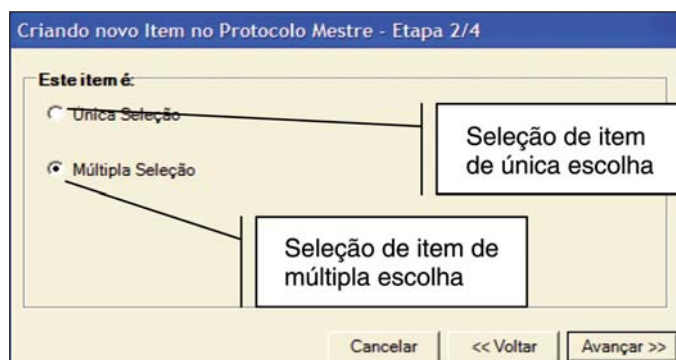 Criando novo Item no Protocolo Mestre - Etapa 2/4
Este item é:
Única Seleção
Seleção de item
de única escolha
Múltipla Seleção
Seleção de item de
múltipla escolha
Cancelar
<< Voltar
Avançar >>